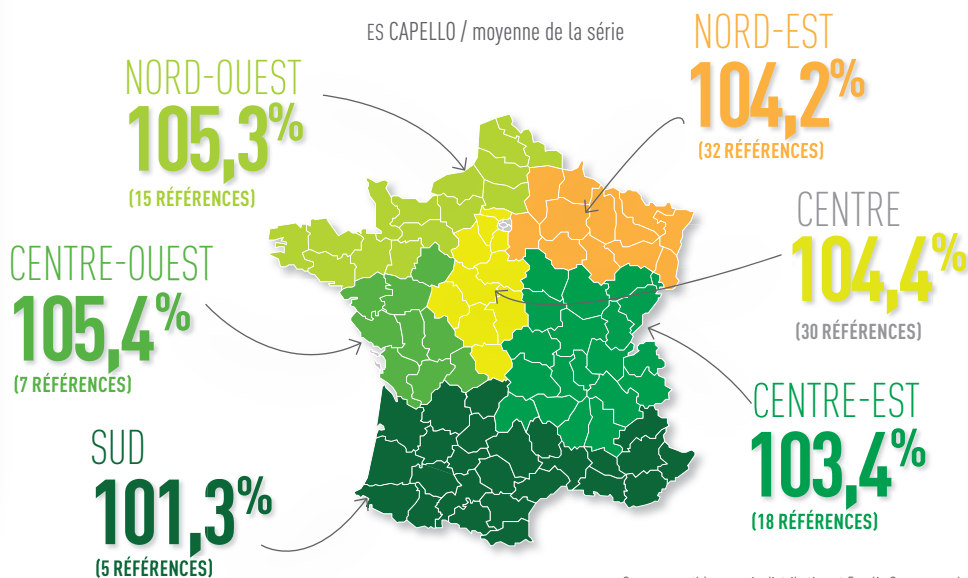 ES CAPELLO / moyenne de la série
NORD-OUEST
105,3%
(15 RÉFÉRENCES)
NORD-EST
104,2%
(32 RÉFÉRENCES)
CENTRE
104,4%
(30 RÉFÉRENCES)
CENTRE-OUEST
105,4%
(7 RÉFÉRENCES)
CENTRE-EST
103,4%
(18 RÉFÉRENCES)
SUD
101,3%
(5 RÉFÉRENCES)